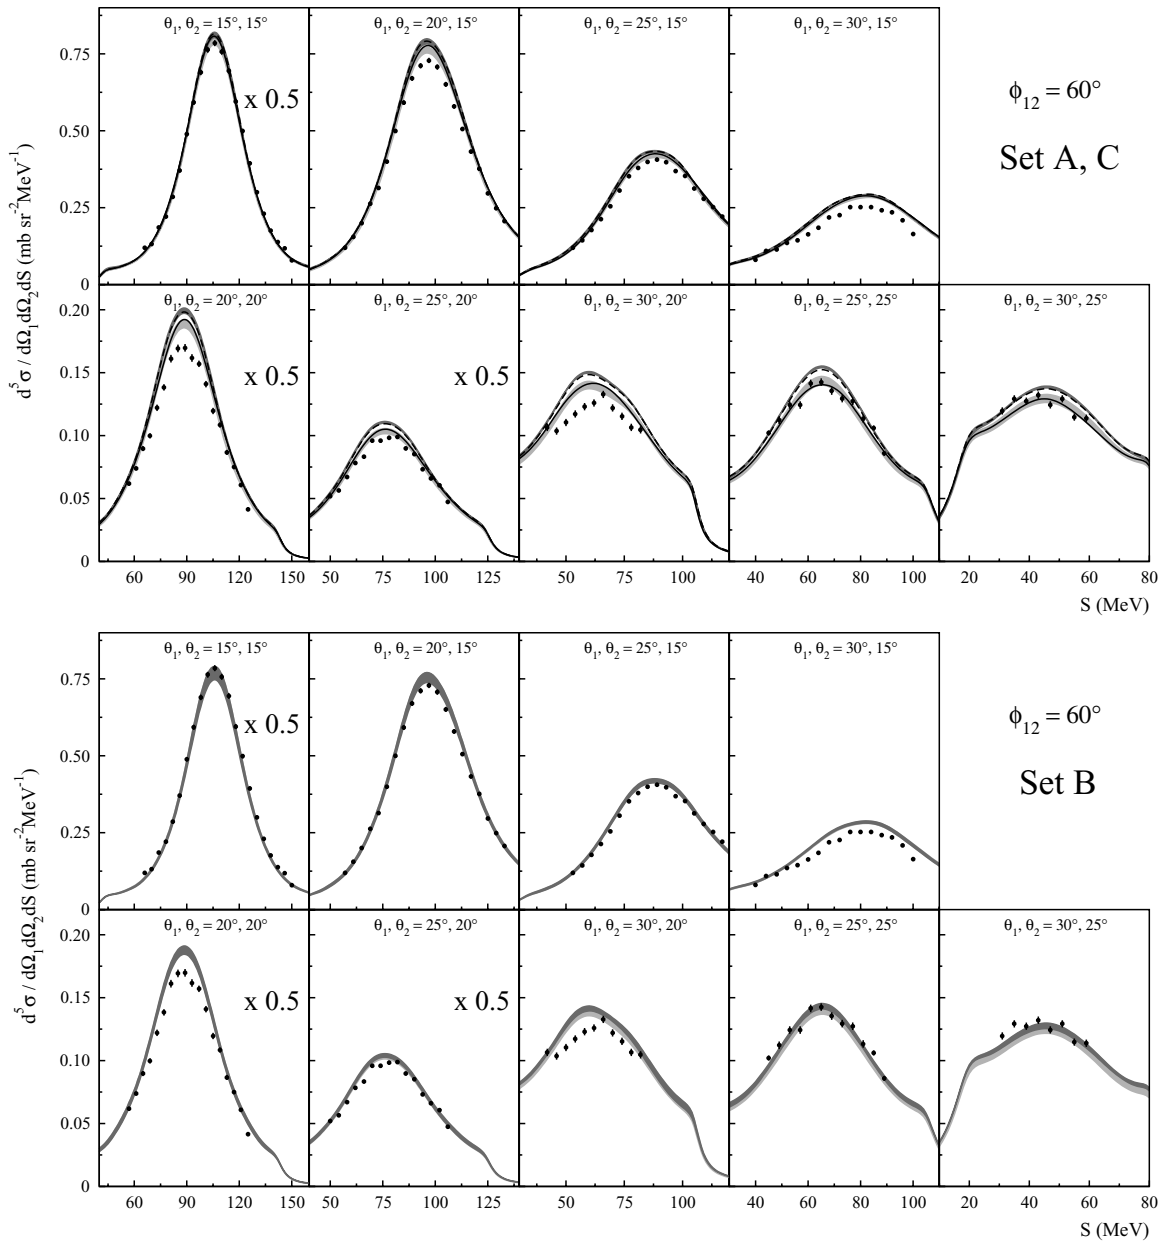 θ₁, θ₂ = 15°, 15°
θ₁, θ₂ = 20°, 15°
θ₁, θ₂ = 25°, 15°
θ₁, θ₂ = 30°, 15°
0.75
0.50
0.25
0
x 0.5
ϕ₁₂ = 60°
Set A, C
d⁵σ / dΩ₁dΩ₂dS (mb sr⁻²MeV⁻¹)
θ₁, θ₂ = 20°, 20°
θ₁, θ₂ = 25°, 20°
θ₁, θ₂ = 30°, 20°
θ₁, θ₂ = 25°, 25°
θ₁, θ₂ = 30°, 25°
0.20
0.15
0.10
0.05
0
x 0.5
x 0.5
60 90 120 150
50 75 100 125
50 75 100
40 60 80 100
20 40 60 80
S (MeV)
θ₁, θ₂ = 15°, 15°
θ₁, θ₂ = 20°, 15°
θ₁, θ₂ = 25°, 15°
θ₁, θ₂ = 30°, 15°
0.75
0.50
0.25
0
x 0.5
ϕ₁₂ = 60°
Set B
d⁵σ / dΩ₁dΩ₂dS (mb sr⁻²MeV⁻¹)
θ₁, θ₂ = 20°, 20°
θ₁, θ₂ = 25°, 20°
θ₁, θ₂ = 30°, 20°
θ₁, θ₂ = 25°, 25°
θ₁, θ₂ = 30°, 25°
0.20
0.15
0.10
0.05
0
x 0.5
x 0.5
60 90 120 150
50 75 100 125
50 75 100
40 60 80 100
20 40 60 80
S (MeV)